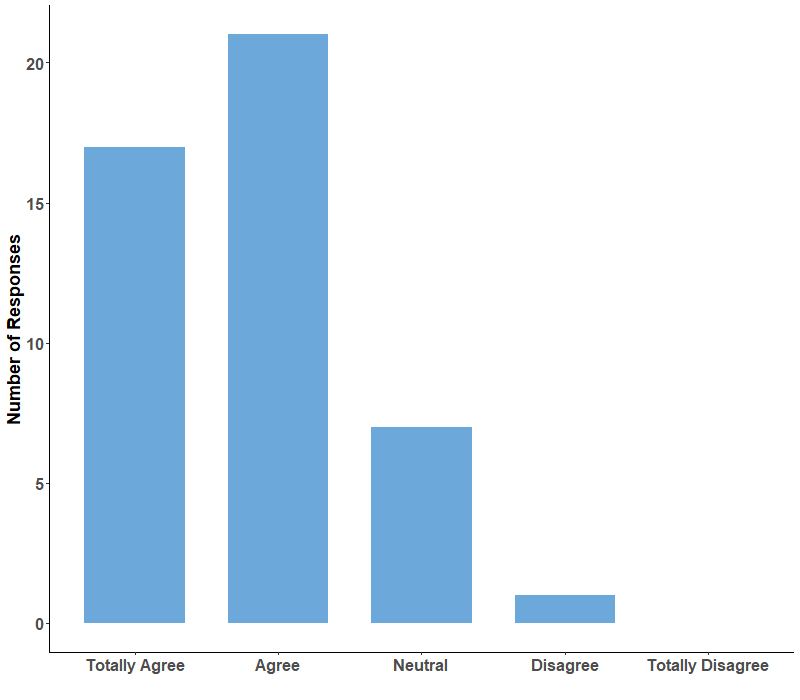 Number of Responses
20
15
10
5
0
Totally Agree
Agree
Neutral
Disagree
Totally Disagree